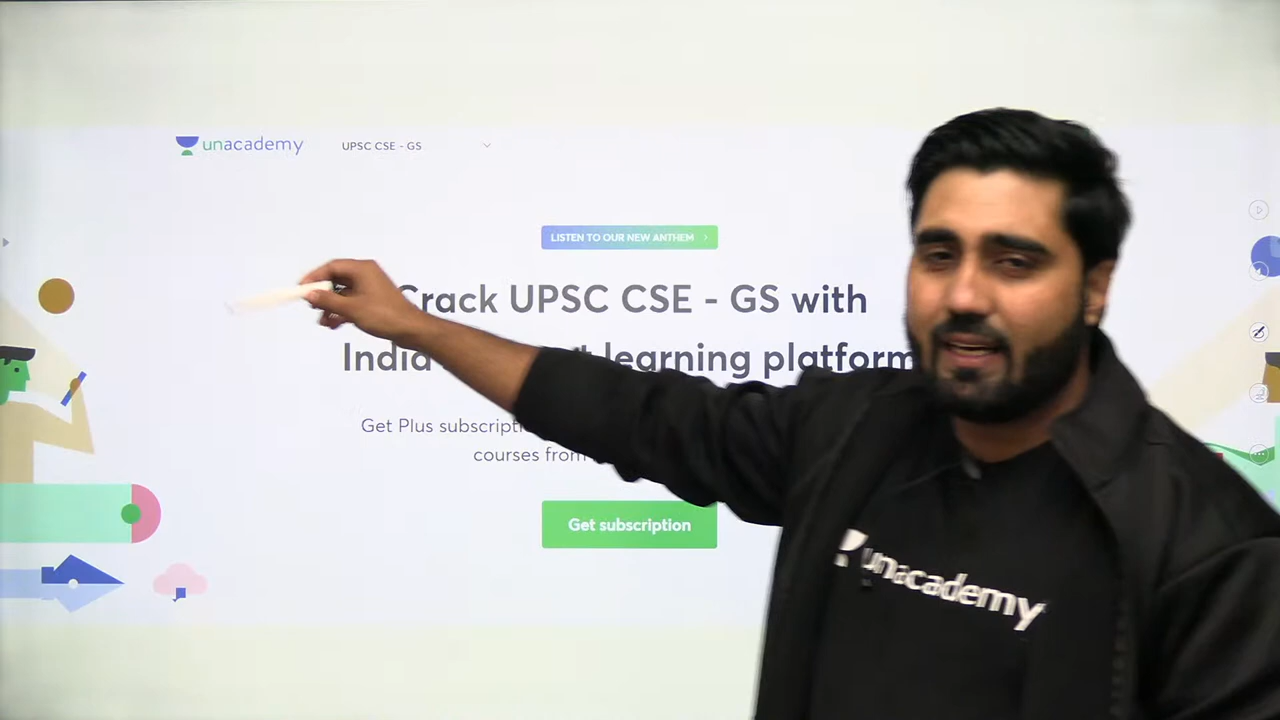 unacademy
UPSC CSE - GS
LISTEN TO OUR NEW ANTHEM
Crack UPSC CSE - GS with
India learning platform
Get Plus
courses from
Get subscription
unacademy